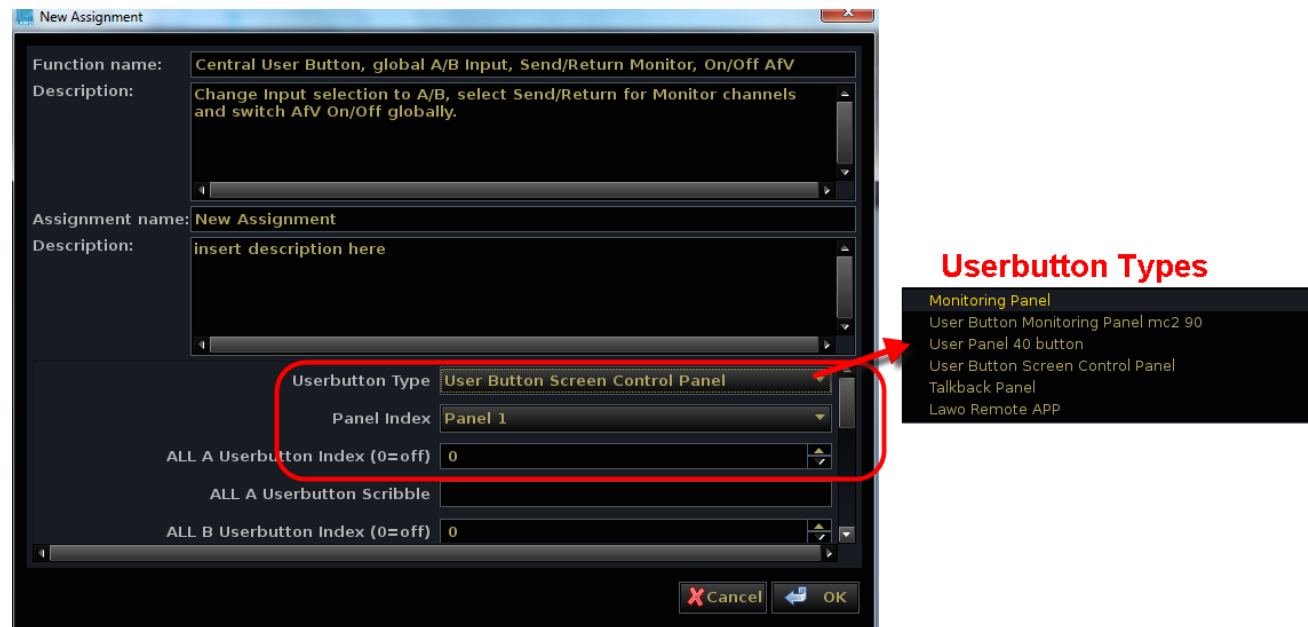 New Assignment
Function name: Central User Button, global A/B Input, Send/Return Monitor, On/Off AfV
Description: Change Input selection to A/B, select Send/Return for Monitor channels
and switch AfV On/Off globally.
Assignment name: New Assignment
Description: insert description here
Userbutton Type User Button Screen Control Panel
Panel Index Panel 1
ALL A Userbutton Index (0=off) 0
ALL A Userbutton Scribble
ALL B Userbutton Index (0=off) 0
Cancel OK
Userbutton Types
Monitoring Panel
User Button Monitoring Panel mc2 90
User Panel 40 button
User Button Screen Control Panel
Talkback Panel
Lawo Remote APP